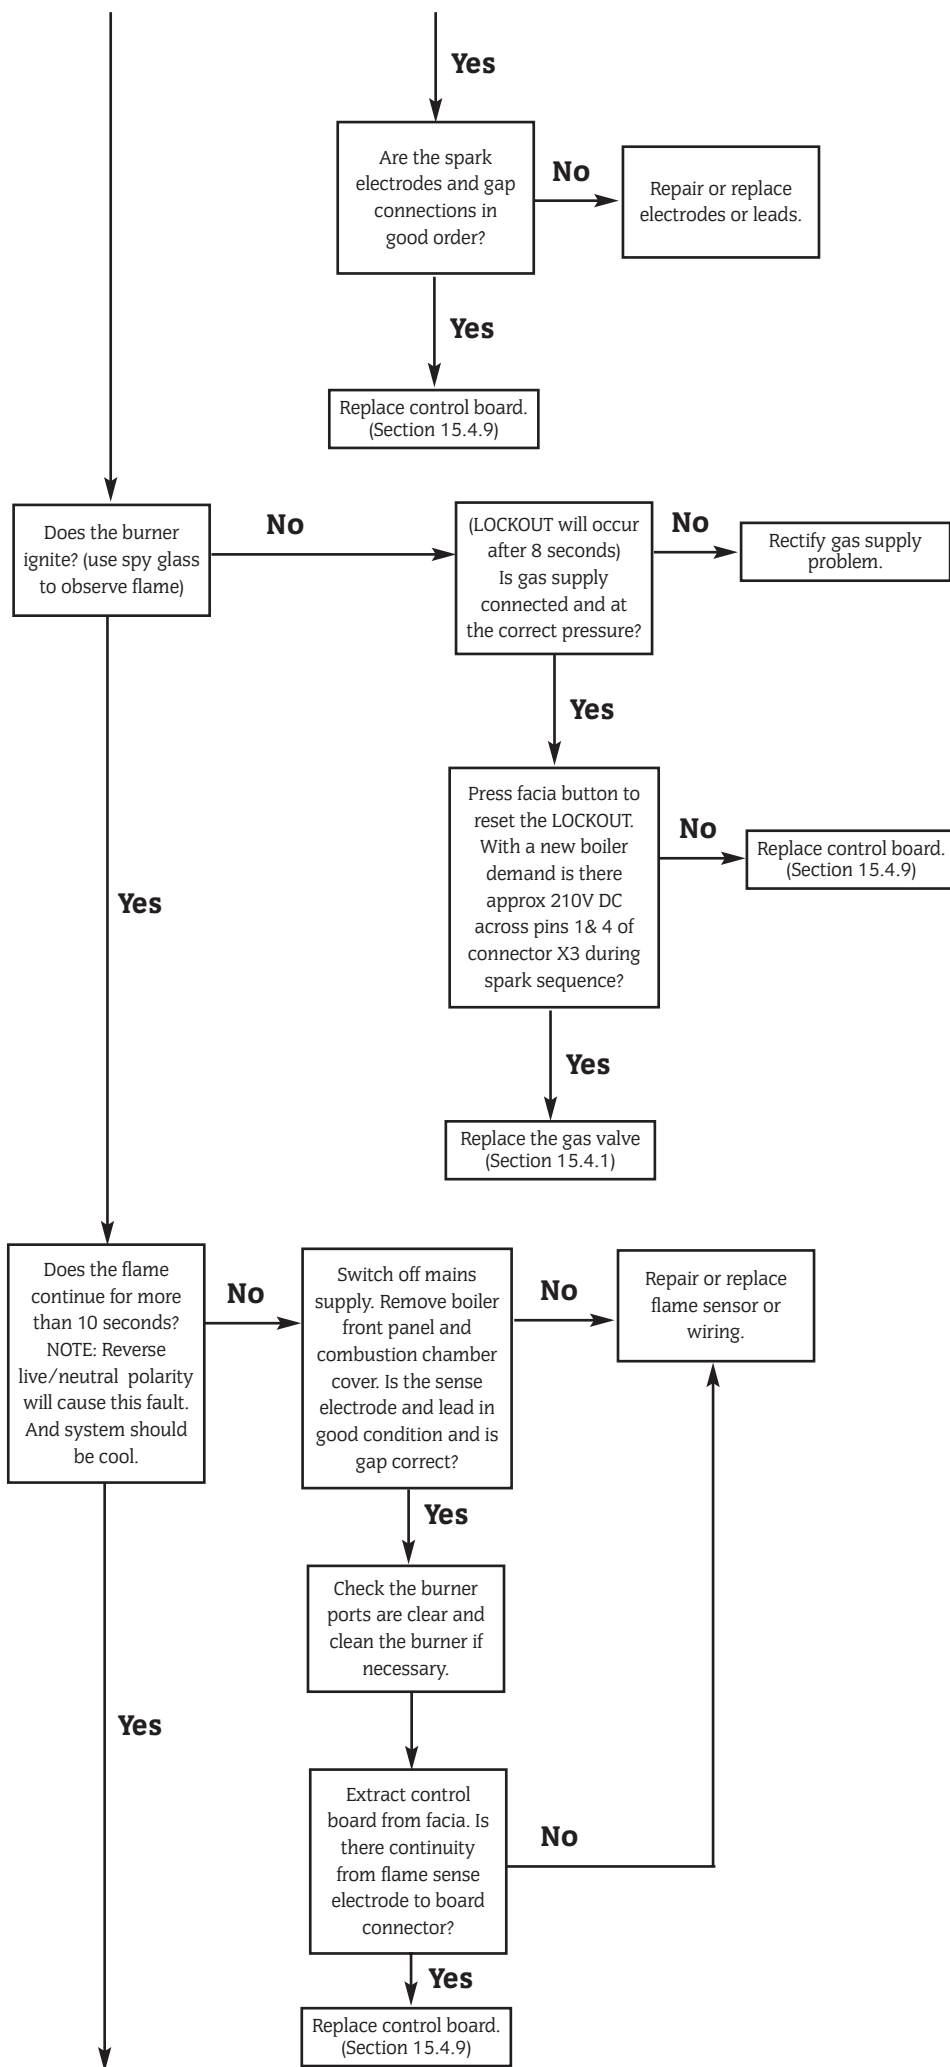 Yes
Are the spark
electrodes and gap
connections in
good order?
No
Repair or replace
electrodes or leads.
Yes
Replace control board.
(Section 15.4.9)
Does the burner
ignite? (use spy glass
to observe flame)
No
(LOCKOUT will occur
after 8 seconds)
Is gas supply
connected and at
the correct pressure?
No
Rectify gas supply
problem.
Yes
Press facia button to
reset the LOCKOUT.
With a new boiler
demand is there
approx 210V DC
across pins 1& 4 of
connector X3 during
spark sequence?
No
Replace control board.
(Section 15.4.9)
Yes
Yes
Replace the gas valve
(Section 15.4.1)
Does the flame
continue for more
than 10 seconds?
NOTE: Reverse
live/neutral polarity
will cause this fault.
And system should
be cool.
No
Switch off mains
supply. Remove boiler
front panel and
combustion chamber
cover. Is the sense
electrode and lead in
good condition and is
gap correct?
No
Repair or replace
flame sensor or
wiring.
Yes
Check the burner
ports are clear and
clean the burner if
necessary.
Yes
Extract control
board from facia. Is
there continuity
from flame sense
electrode to board
connector?
No
Yes
Replace control board.
(Section 15.4.9)